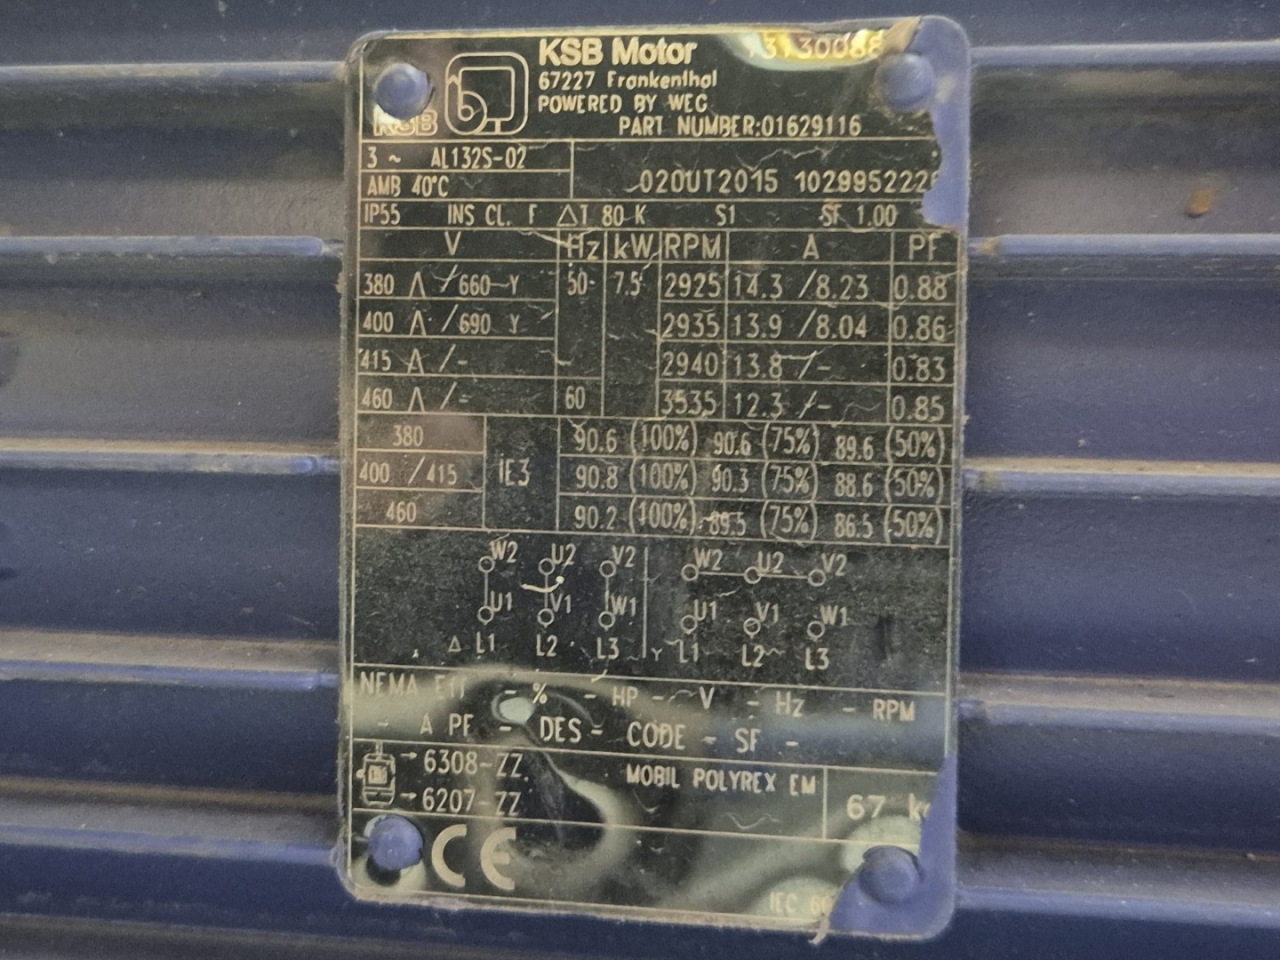 KSB Motor 13130088
67227 Frankenthal
POWERED BY WEG
KSB
PART NUMBER:01629116
3 ~ AL132S-02
AMB 40°C
02OUT2015 102995222
IP55 INS CL. F △T 80 K S1 SF 1.00
V Hz kW RPM A PF
380 △ /660 Y 50 7.5 2925 14.3 /8.23 0.88
400 △ /690 Y 2935 13.9 /8.04 0.86
415 △ /- 2940 13.8 /- 0.83
460 △ /- 60 3535 12.3 /- 0.85
380 90.6 (100%) 90.6 (75%) 89.6 (50%)
400 /415 IE3 90.8 (100%) 90.3 (75%) 88.6 (50%)
460 90.2 (100%) 89.5 (75%) 86.5 (50%)
W2 U2 V2 W2 U2 V2
U1 V1 W1 U1 V1 W1
△ L1 L2 L3 Y L1 L2 L3
NEMA Eff - % - HP - V - Hz - RPM
- A PF - DES - CODE - SF -
→ 6308-ZZ MOBIL POLYREX EM
→ 6207-ZZ 67 kg
CE
IEC